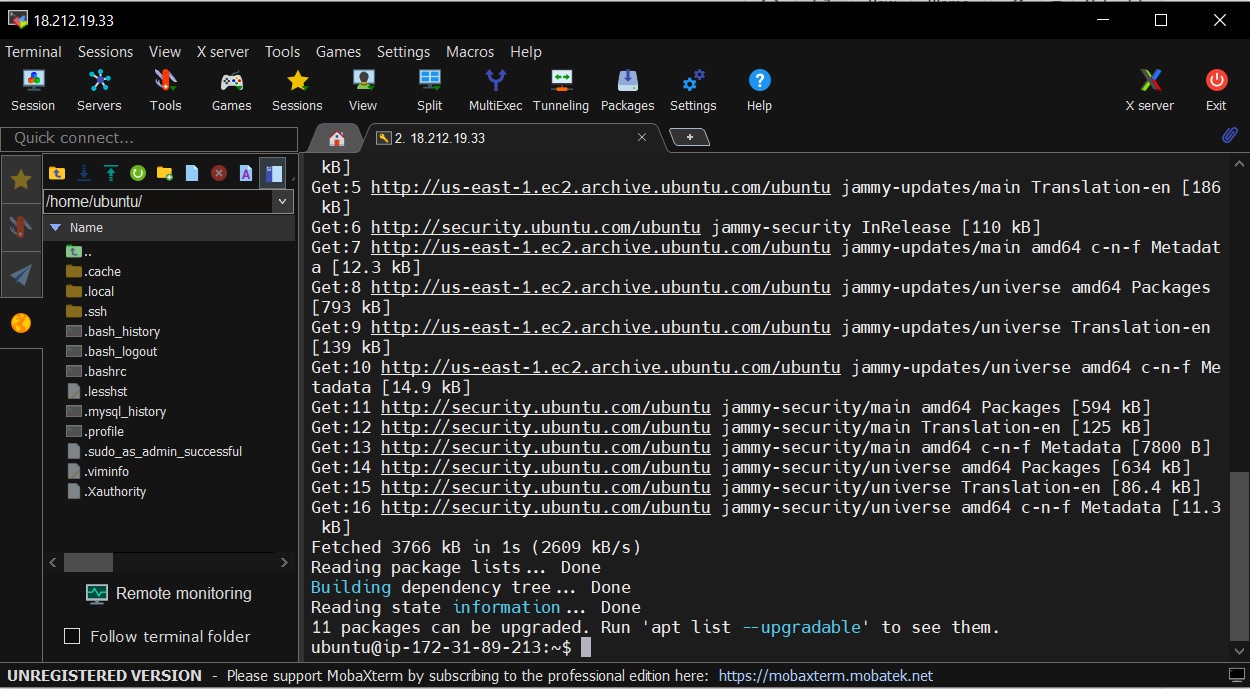 18.212.19.33
Terminal Sessions View X server Tools Games Settings Macros Help
Session Servers Tools Games Sessions View Split MultiExec Tunneling Packages Settings Help X server Exit
Quick connect...
2. 18.212.19.33
/home/ubuntu/
Name
..
.cache
.local
.ssh
.bash_history
.bash_logout
.bashrc
.lesshst
.mysql_history
.profile
.sudo_as_admin_successful
.viminfo
.Xauthority
Remote monitoring
Follow terminal folder
kB]
Get:5 http://us-east-1.ec2.archive.ubuntu.com/ubuntu jammy-updates/main Translation-en [186
kB]
Get:6 http://security.ubuntu.com/ubuntu jammy-security InRelease [110 kB]
Get:7 http://us-east-1.ec2.archive.ubuntu.com/ubuntu jammy-updates/main amd64 c-n-f Metadat
a [12.3 kB]
Get:8 http://us-east-1.ec2.archive.ubuntu.com/ubuntu jammy-updates/universe amd64 Packages
[793 kB]
Get:9 http://us-east-1.ec2.archive.ubuntu.com/ubuntu jammy-updates/universe Translation-en
[139 kB]
Get:10 http://us-east-1.ec2.archive.ubuntu.com/ubuntu jammy-updates/universe amd64 c-n-f Me
tadata [14.9 kB]
Get:11 http://security.ubuntu.com/ubuntu jammy-security/main amd64 Packages [594 kB]
Get:12 http://security.ubuntu.com/ubuntu jammy-security/main Translation-en [125 kB]
Get:13 http://security.ubuntu.com/ubuntu jammy-security/main amd64 c-n-f Metadata [7800 B]
Get:14 http://security.ubuntu.com/ubuntu jammy-security/universe amd64 Packages [634 kB]
Get:15 http://security.ubuntu.com/ubuntu jammy-security/universe Translation-en [86.4 kB]
Get:16 http://security.ubuntu.com/ubuntu jammy-security/universe amd64 c-n-f Metadata [11.3
kB]
Fetched 3766 kB in 1s (2609 kB/s)
Reading package lists... Done
Building dependency tree... Done
Reading state information... Done
11 packages can be upgraded. Run 'apt list --upgradable' to see them.
ubuntu@ip-172-31-89-213:~$
UNREGISTERED VERSION - Please support MobaXterm by subscribing to the professional edition here: https://mobaxterm.mobatek.net